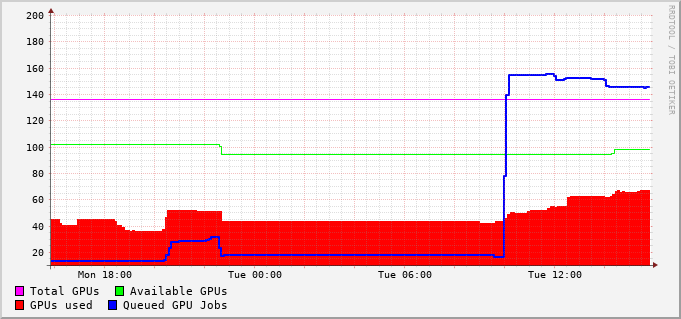 200
180
160
140
120
100
80
60
40
20
Mon 18:00 Tue 00:00 Tue 06:00 Tue 12:00
Total GPUs Available GPUs
GPUs used Queued GPU Jobs
RRDTOOL / TOBI OETIKER